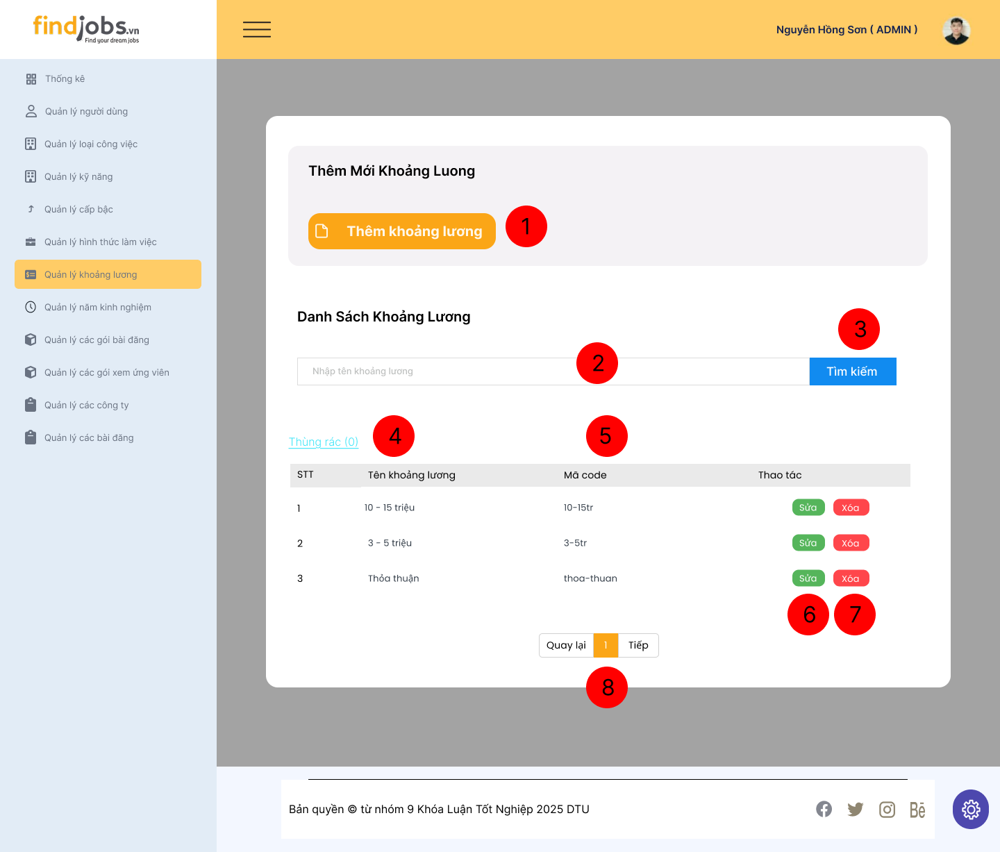 findjobs.vn
Find your dream jobs
Nguyễn Hồng Sơn ( ADMIN )
Thống kê
Quản lý người dùng
Quản lý loại công việc
Quản lý kỹ năng
Quản lý cấp bậc
Quản lý hình thức làm việc
Quản lý khoảng lương
Quản lý năm kinh nghiệm
Quản lý các gói bài đăng
Quản lý các gói xem ứng viên
Quản lý các công ty
Quản lý các bài đăng
Thêm Mới Khoảng Luong
Thêm khoảng lương
1
Danh Sách Khoảng Lương
3
2
Nhập tên khoảng lương
Tìm kiếm
Thùng rác (0)
4
5
STT Tên khoảng lương Mã code Thao tác
1 10 - 15 triệu 10-15tr Sửa Xóa
2 3 - 5 triệu 3-5tr Sửa Xóa
3 Thỏa thuận thoa-thuan Sửa Xóa
6 7
Quay lại 1 Tiếp
8
Bản quyền © từ nhóm 9 Khóa Luận Tốt Nghiệp 2025 DTU